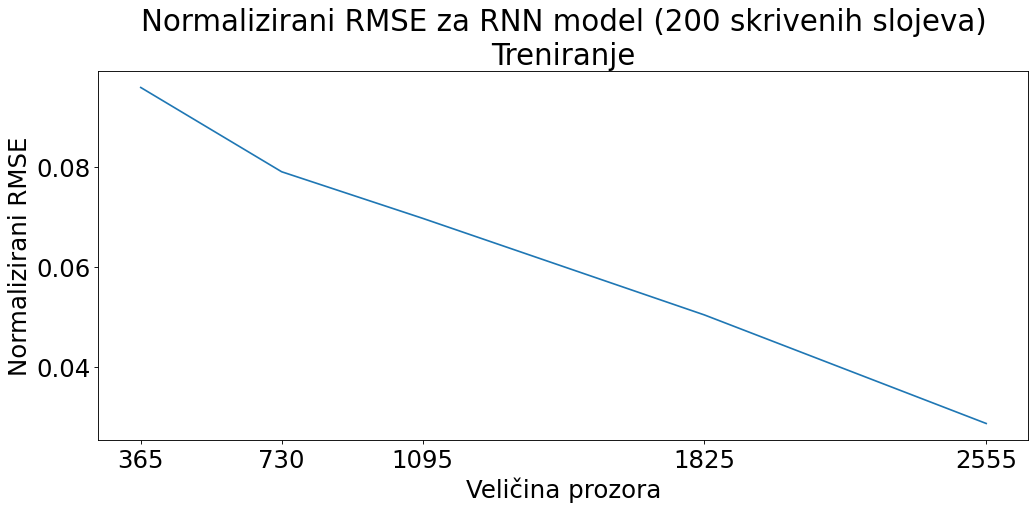 Normalizirani RMSE za RNN model (200 skrivenih slojeva)
Treniranje
Normalizirani RMSE
0.08
0.06
0.04
365 730 1095 1825 2555
Veličina prozora